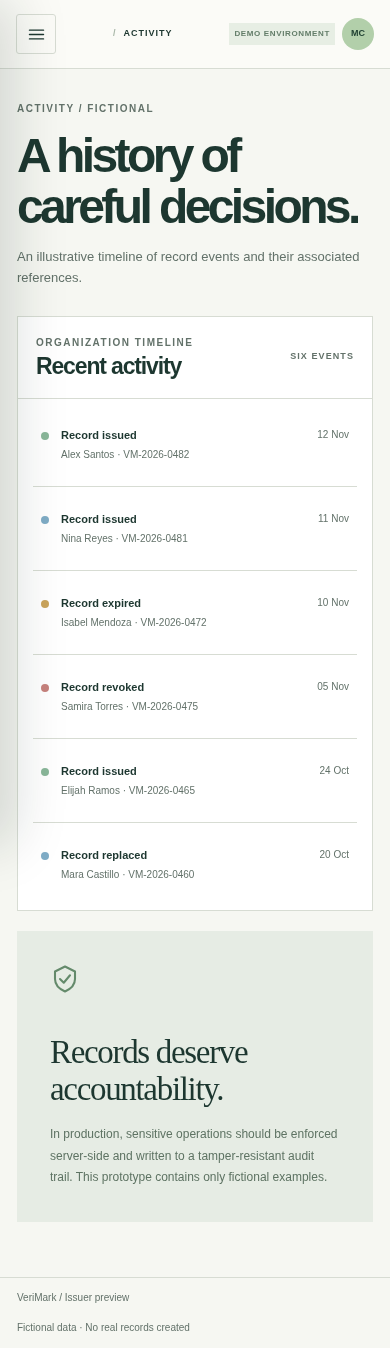 / ACTIVITY
DEMO ENVIRONMENT
MC
ACTIVITY / FICTIONAL
A history of
careful decisions.
An illustrative timeline of record events and their associated
references.
ORGANIZATION TIMELINE
Recent activity
SIX EVENTS
Record issued
12 Nov
Alex Santos · VM-2026-0482
Record issued
11 Nov
Nina Reyes · VM-2026-0481
Record expired
10 Nov
Isabel Mendoza · VM-2026-0472
Record revoked
05 Nov
Samira Torres · VM-2026-0475
Record issued
24 Oct
Elijah Ramos · VM-2026-0465
Record replaced
20 Oct
Mara Castillo · VM-2026-0460
Records deserve
accountability.
In production, sensitive operations should be enforced
server-side and written to a tamper-resistant audit
trail. This prototype contains only fictional examples.
VeriMark / Issuer preview
Fictional data · No real records created